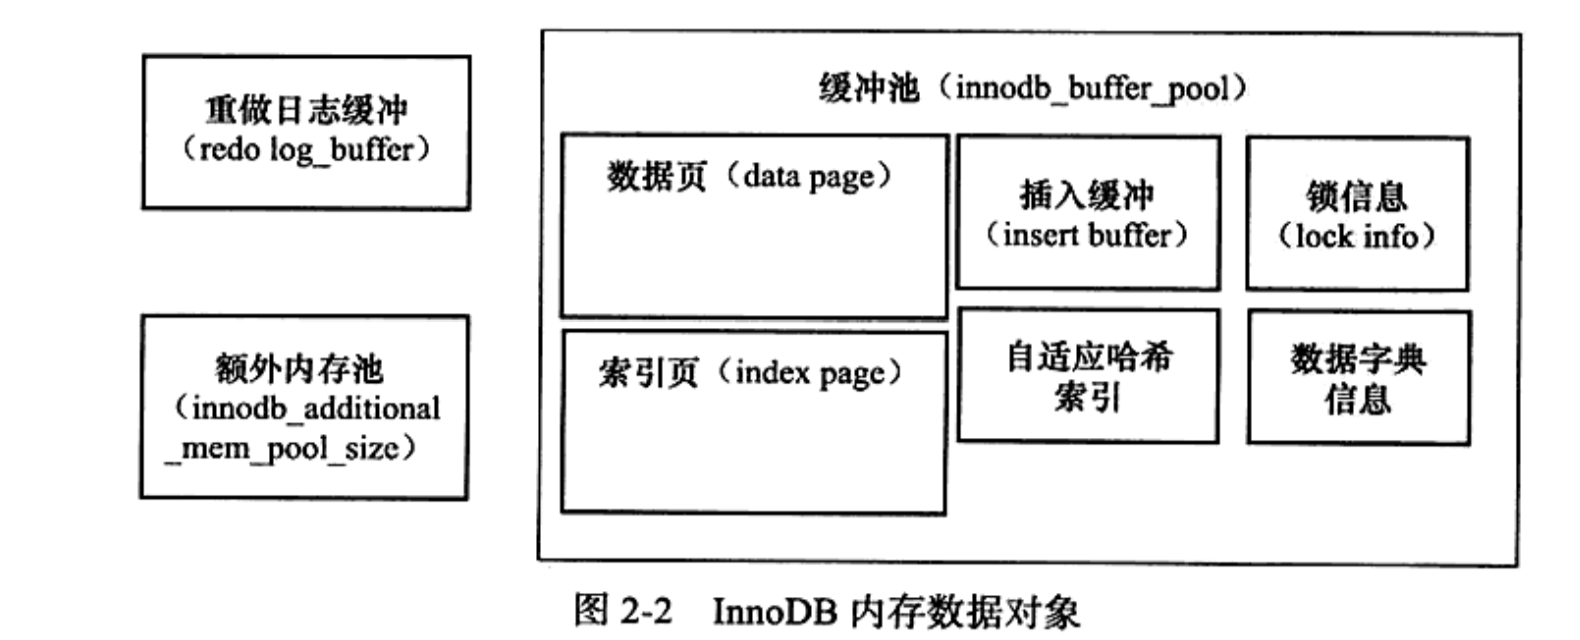 重做日志缓冲
（redo log_buffer）
额外内存池
（innodb_additional
_mem_pool_size）
缓冲池（innodb_buffer_pool）
数据页（data page）
索引页（index page）
插入缓冲
（insert buffer）
自适应哈希
索引
锁信息
（lock info）
数据字典
信息
图 2-2 InnoDB 内存数据对象